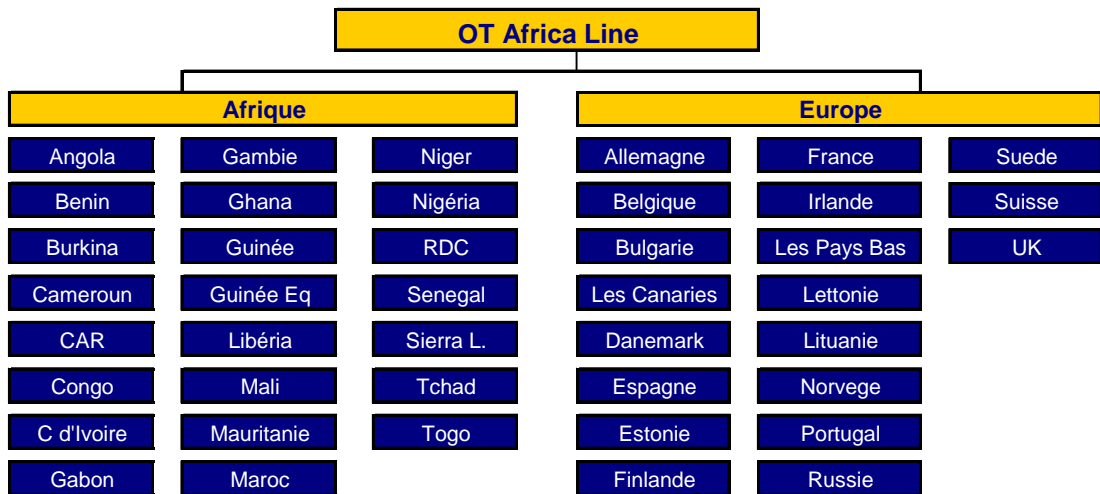 OT Africa Line
Afrique
Europe
Angola
Gambie
Niger
Allemagne
France
Suede
Benin
Ghana
Nigéria
Belgique
Irlande
Suisse
Burkina
Guinée
RDC
Bulgarie
Les Pays Bas
UK
Cameroun
Guinée Eq
Senegal
Les Canaries
Lettonie
CAR
Libéria
Sierra L.
Danemark
Lituanie
Congo
Mali
Tchad
Espagne
Norvege
C d'Ivoire
Mauritanie
Togo
Estonie
Portugal
Gabon
Maroc
Finlande
Russie